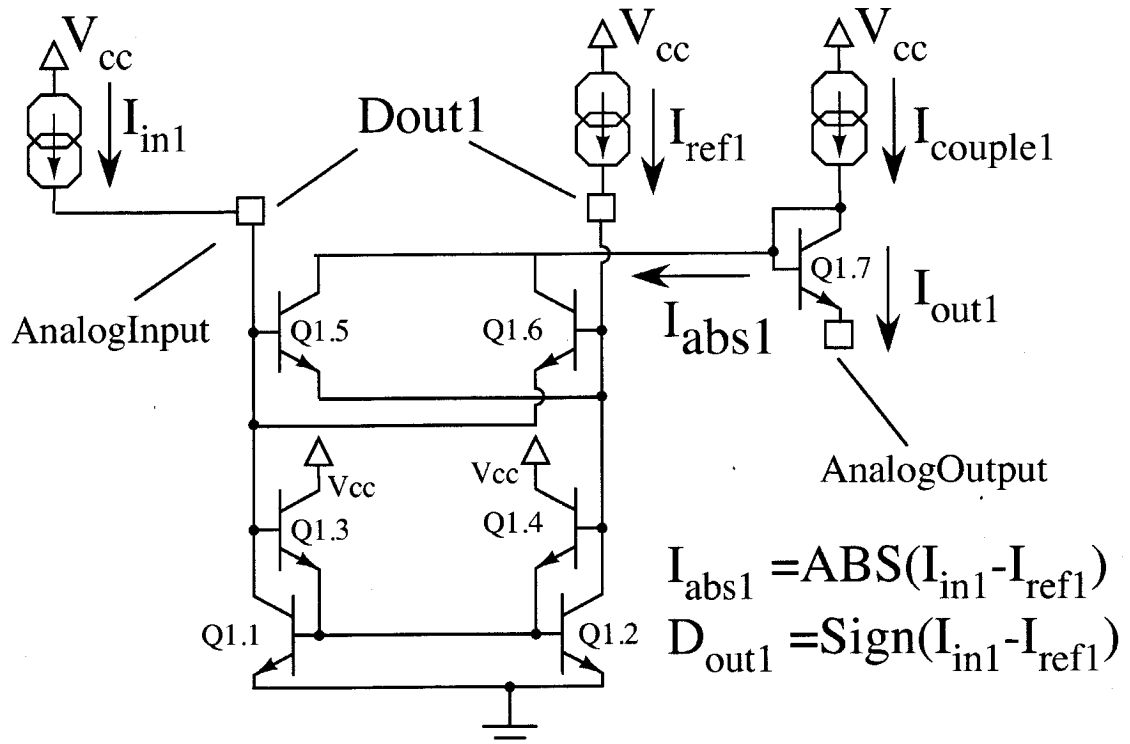 Vcc
Iin1
Dout1
Vcc
Iref1
Vcc
Icouple1
Q1.7
Iout1
AnalogInput
Q1.5
Q1.6
Iabs1
AnalogOutput
Vcc
Vcc
Q1.3
Q1.4
Q1.1
Q1.2
Iabs1 =ABS(Iin1-Iref1)
Dout1 =Sign(Iin1-Iref1)